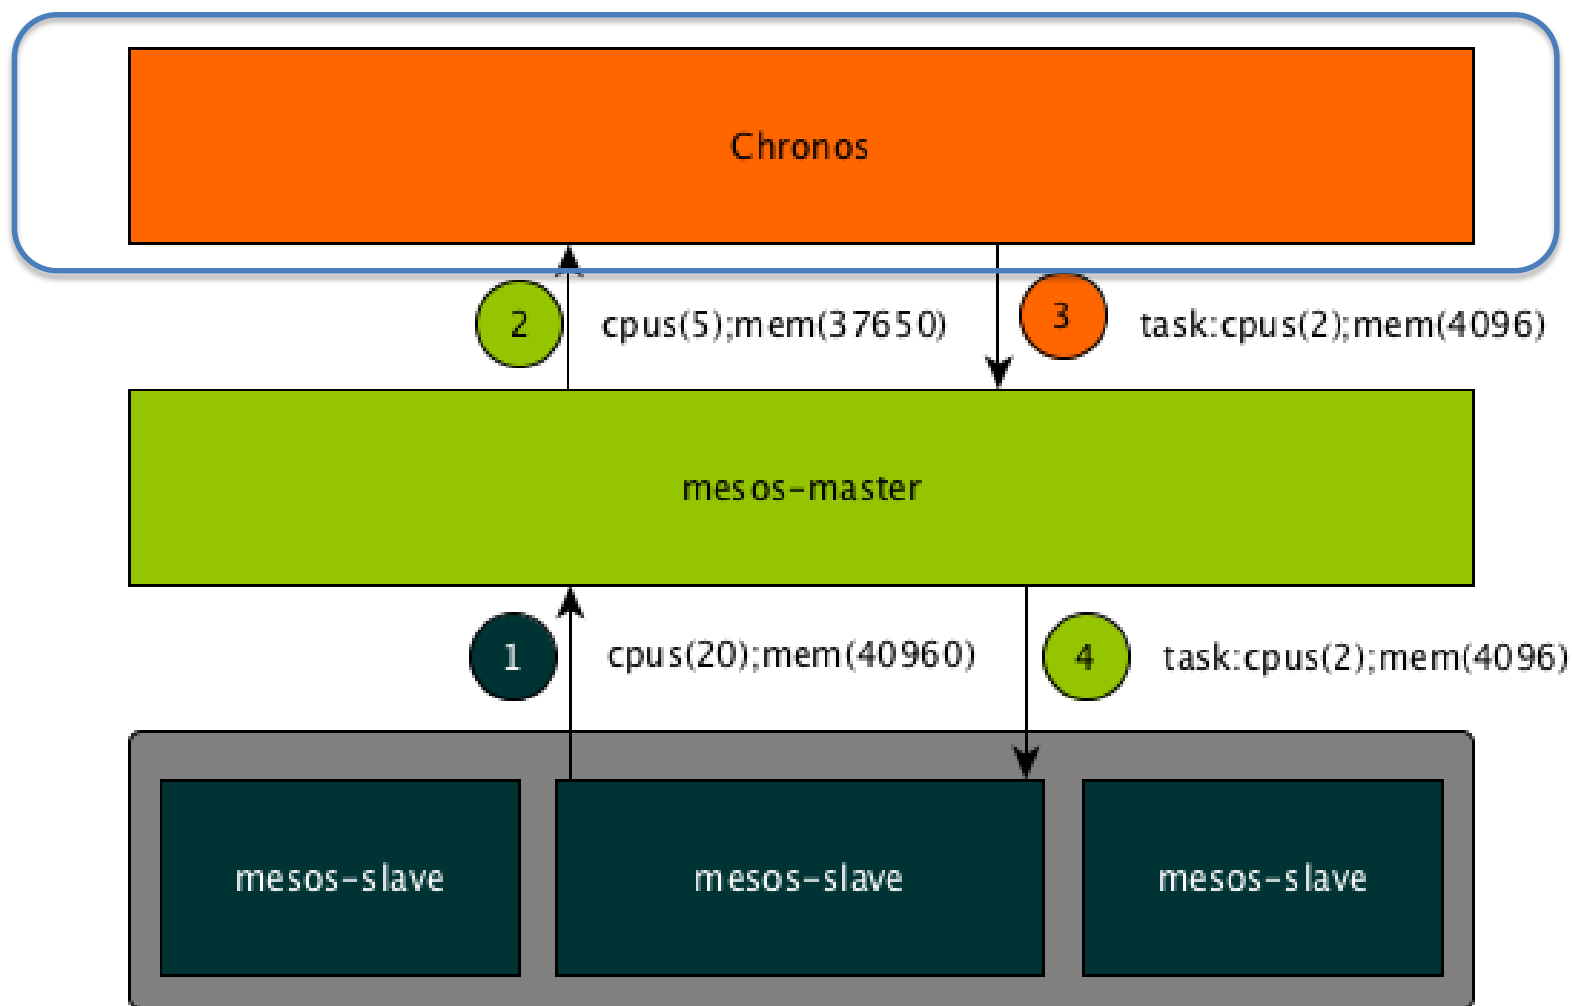 Chronos
2 cpus(5);mem(37650) 3 task:cpus(2);mem(4096)
mesos-master
1 cpus(20);mem(40960) 4 task:cpus(2);mem(4096)
mesos-slave mesos-slave mesos-slave